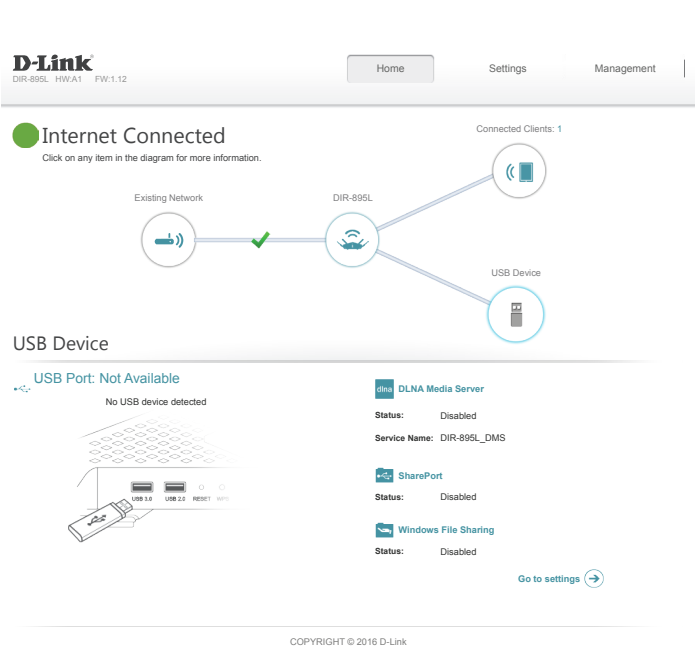 D-Link
DIR-895L HW:A1 FW:1.12
Home
Settings
Management
Internet Connected
Click on any item in the diagram for more information.
Connected Clients: 1
Existing Network
DIR-895L
USB Device
USB Device
USB Port: Not Available
No USB device detected
USB 3.0
USB 2.0
RESET
WPS
dlna DLNA Media Server
Status: Disabled
Service Name: DIR-895L_DMS
SharePort
Status: Disabled
Windows File Sharing
Status: Disabled
Go to settings
COPYRIGHT © 2016 D-Link